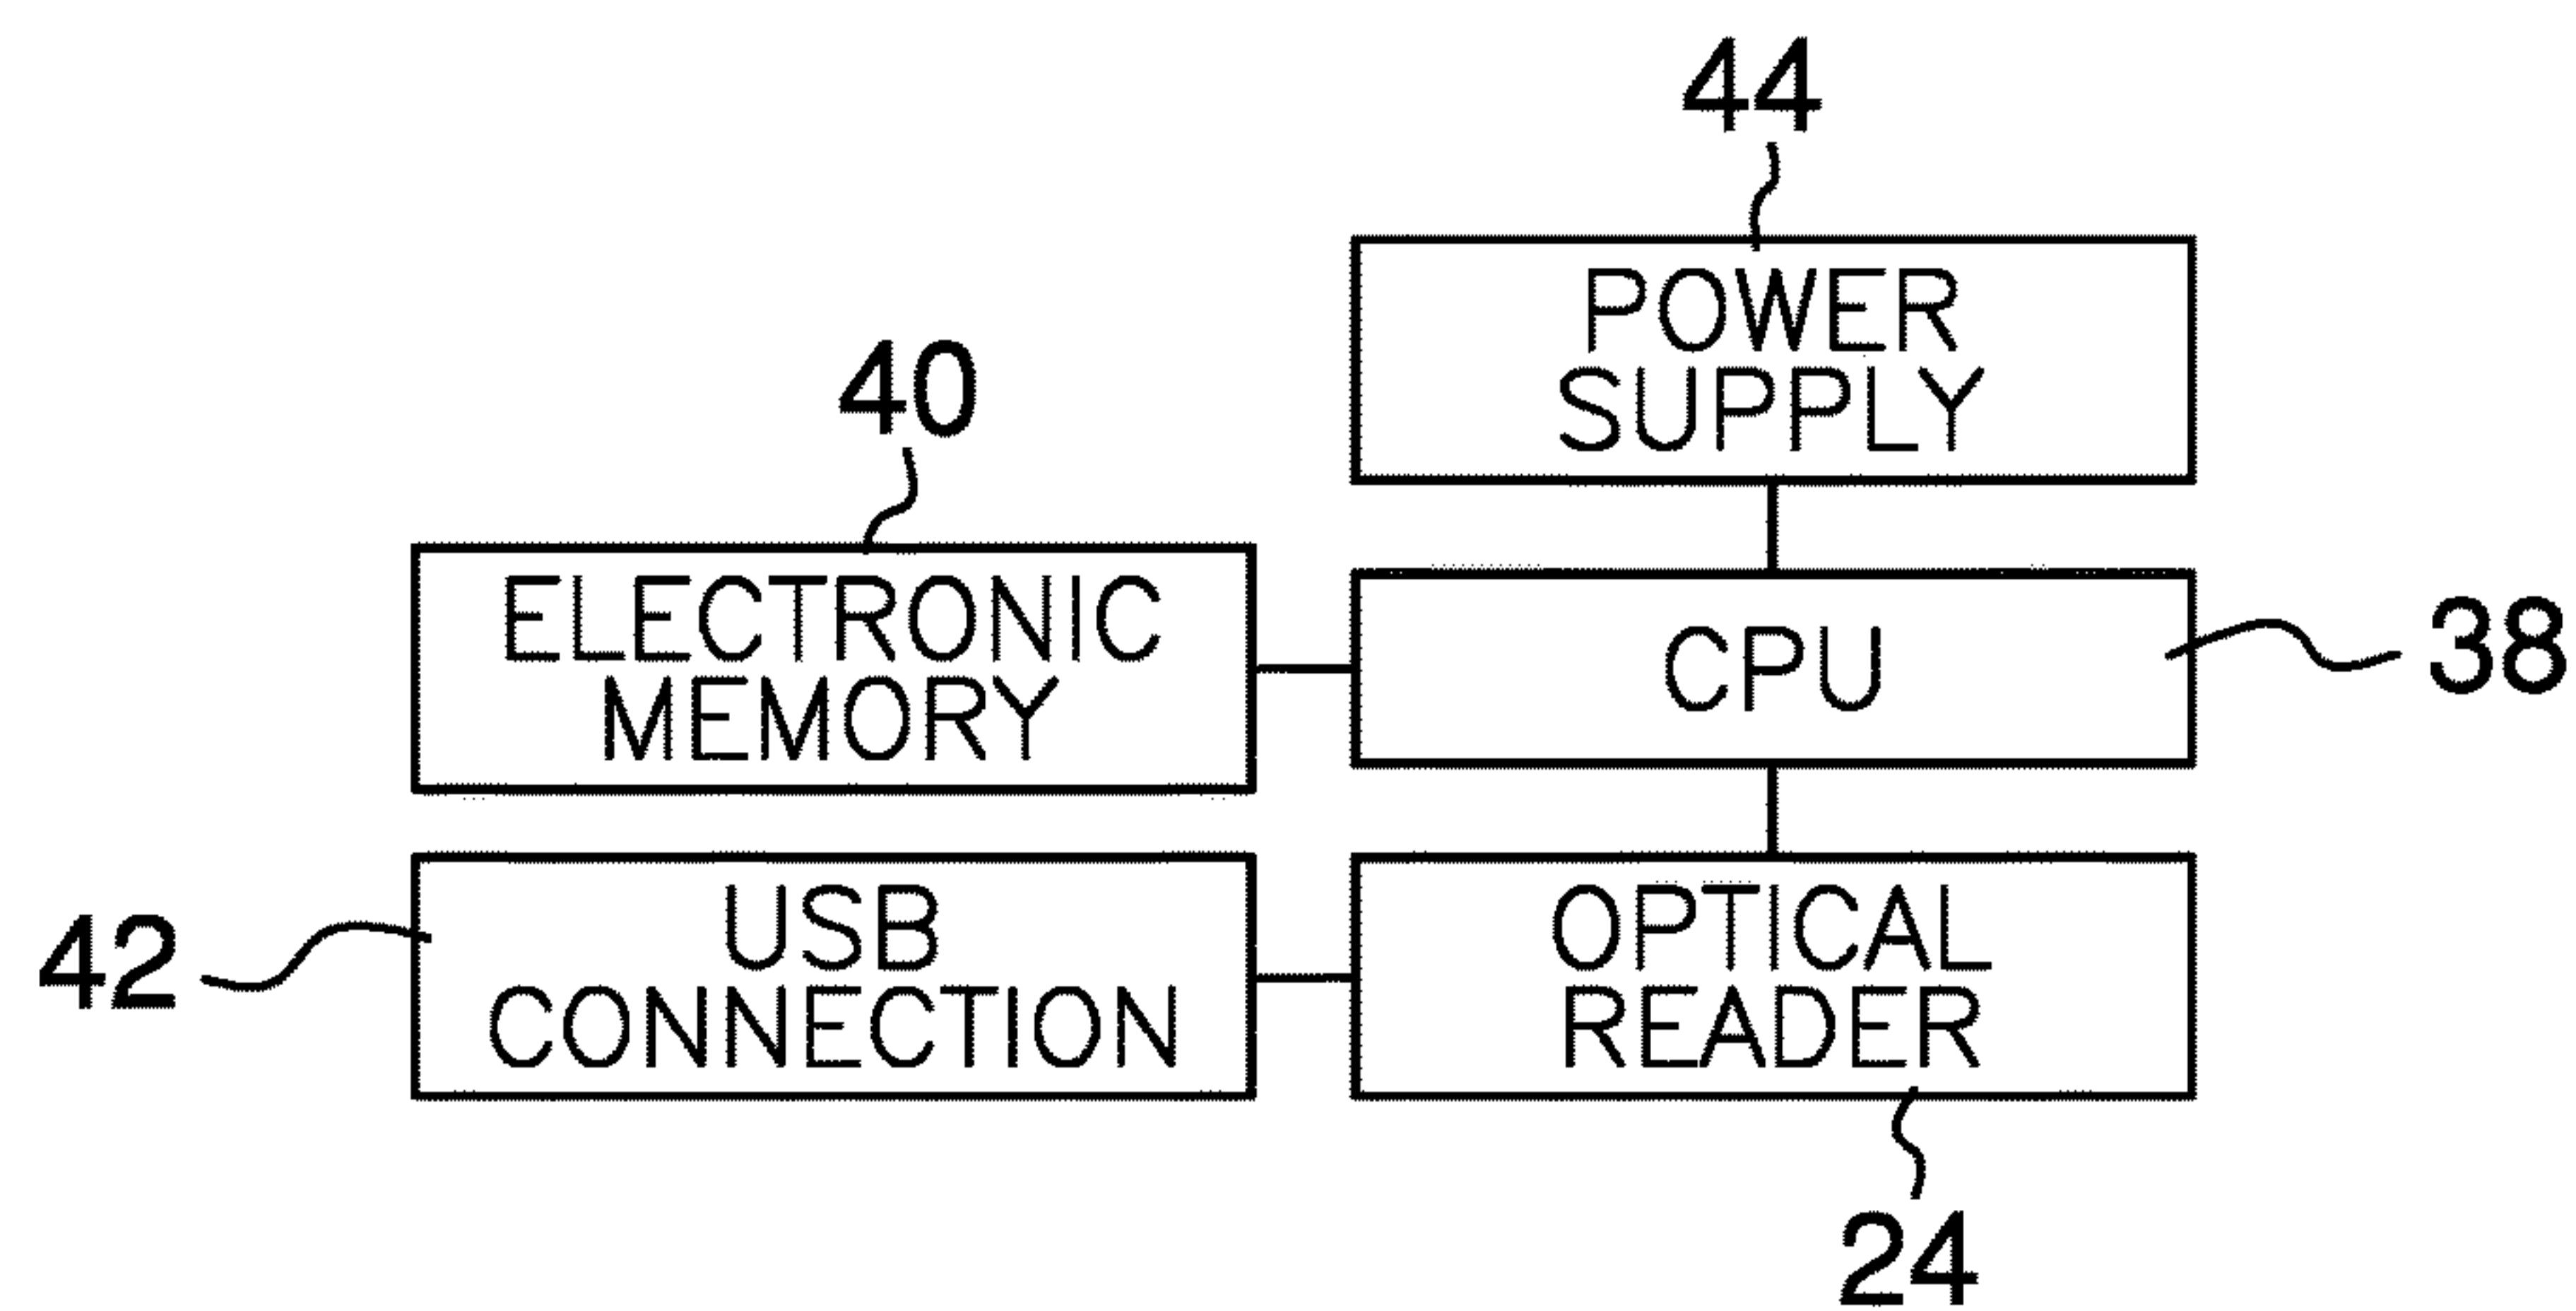 44
POWER
SUPPLY
40
ELECTRONIC
MEMORY
CPU
38
42
USB
CONNECTION
OPTICAL
READER
24